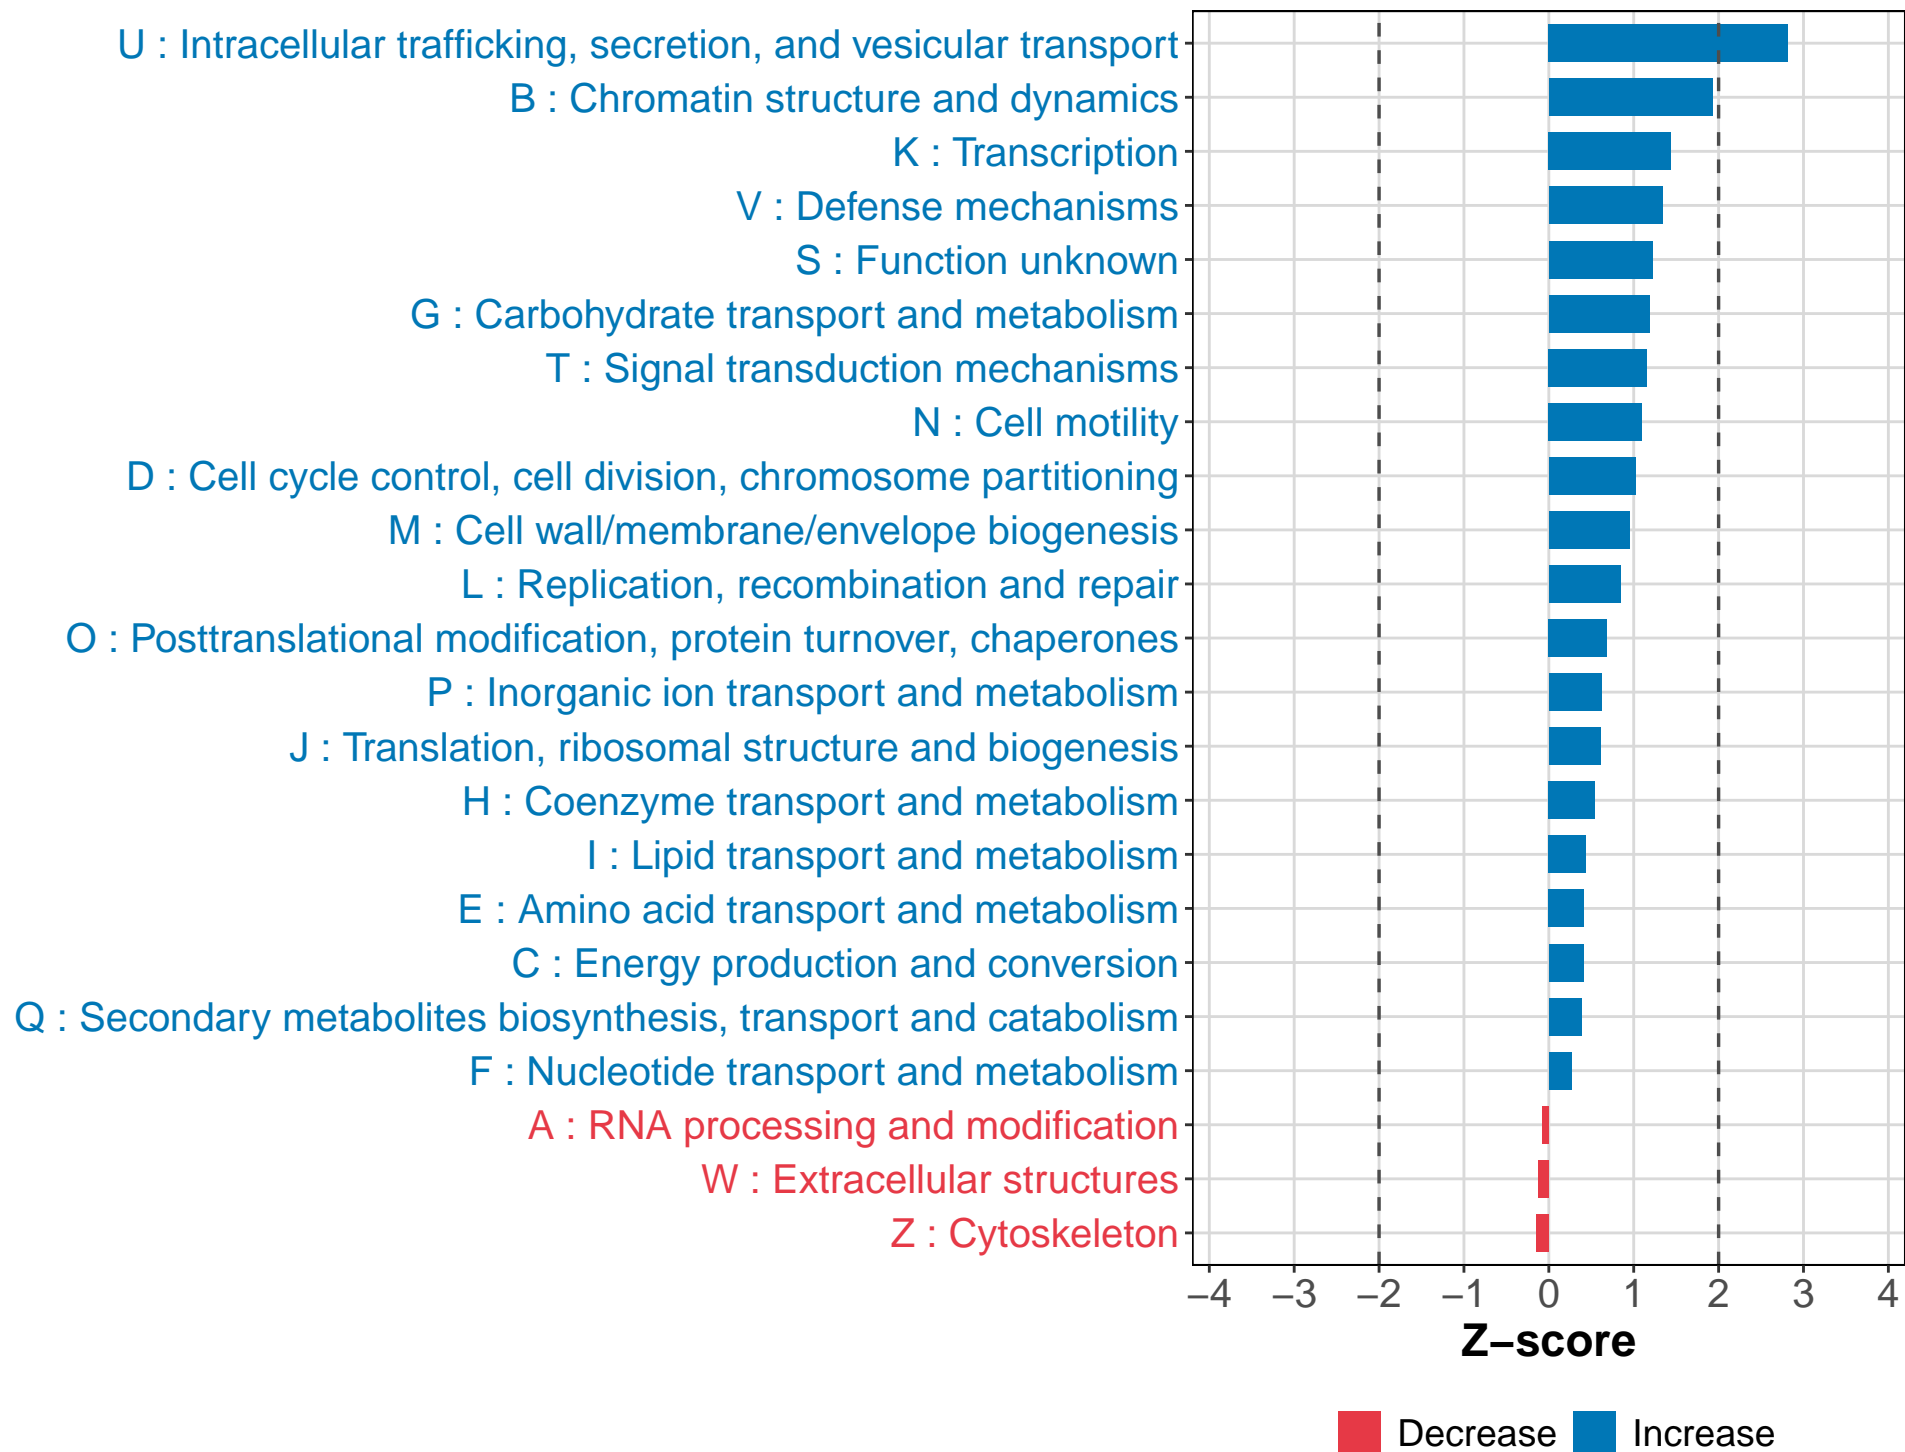 U : Intracellular trafficking, secretion, and vesicular transport
B : Chromatin structure and dynamics
K : Transcription
V : Defense mechanisms
S : Function unknown
G : Carbohydrate transport and metabolism
T : Signal transduction mechanisms
N : Cell motility
D : Cell cycle control, cell division, chromosome partitioning
M : Cell wall/membrane/envelope biogenesis
L : Replication, recombination and repair
O : Posttranslational modification, protein turnover, chaperones
P : Inorganic ion transport and metabolism
J : Translation, ribosomal structure and biogenesis
H : Coenzyme transport and metabolism
I : Lipid transport and metabolism
E : Amino acid transport and metabolism
C : Energy production and conversion
Q : Secondary metabolites biosynthesis, transport and catabolism
F : Nucleotide transport and metabolism
A : RNA processing and modification
W : Extracellular structures
Z : Cytoskeleton
−4 −3 −2 −1 0 1 2 3 4
Z−score
Decrease Increase